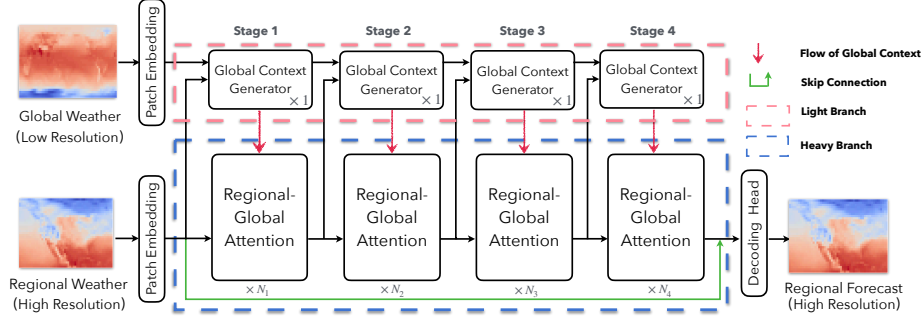 Stage 1
Stage 2
Stage 3
Stage 4
Patch Embedding
Global Context
Generator
× 1
Global Context
Generator
× 1
Global Context
Generator
× 1
Global Context
Generator
× 1
Global Weather
(Low Resolution)
Flow of Global Context
Skip Connection
Light Branch
Heavy Branch
Patch Embedding
Regional-
Global
Attention
Regional-
Global
Attention
Regional-
Global
Attention
Regional-
Global
Attention
Decoding Head
Regional Weather
(High Resolution)
× N1
× N2
× N3
× N4
Regional Forecast
(High Resolution)